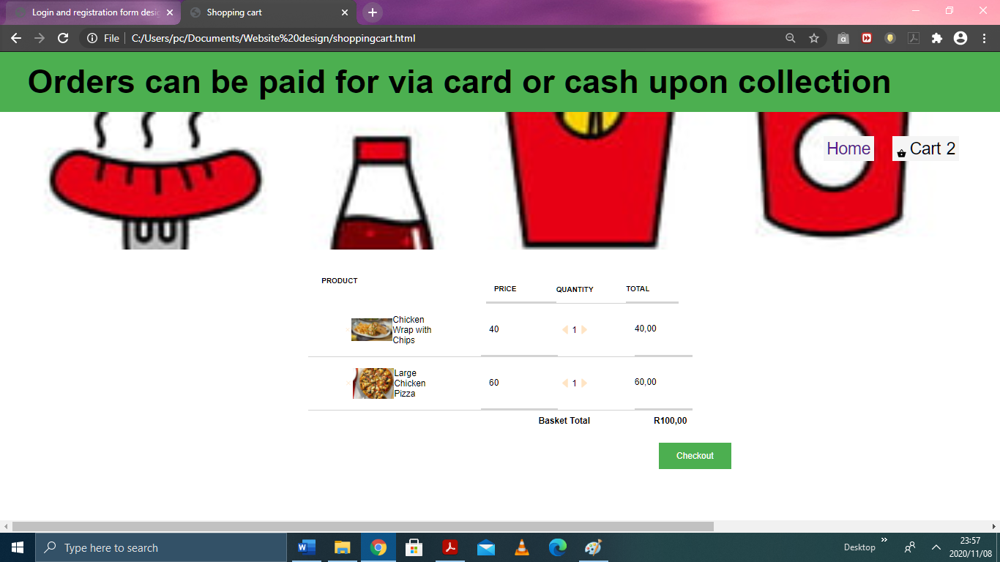 Login and registration form desig
Shopping cart
File
C:/Users/pc/Documents/Website%20design/shoppingcart.html
Orders can be paid for via card or cash upon collection
Home
Cart 2
PRODUCT
PRICE
QUANTITY
TOTAL
Chicken
Wrap with
Chips
40
1
40,00
Large
Chicken
Pizza
60
1
60,00
Basket Total
R100,00
Checkout
Type here to search
Desktop
23:57
2020/11/08